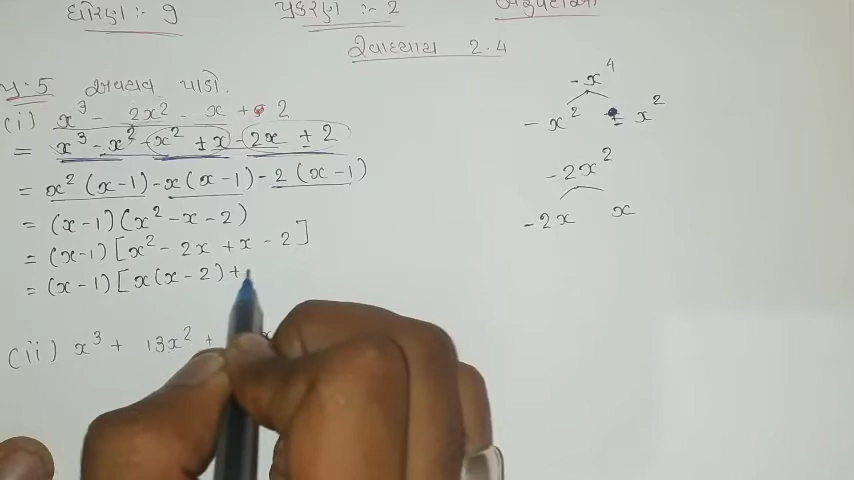 ધોરણ :- 9 પ્રકરણ :- 2
સ્વાધ્યાય 2.4
પ્ર: 5 અવયવ પાડો.
(i) x³ - 2x² - x + 2
= x³ - x² - x² + x - 2x + 2
= x² (x-1) - x (x-1) - 2 (x-1)
= (x-1) (x² - x - 2)
= (x-1) [x² - 2x + x - 2]
= (x-1) [x(x-2) +
(ii) x³ + 13x² +
- x⁴
- x² ± x²
- 2x²
- 2x x